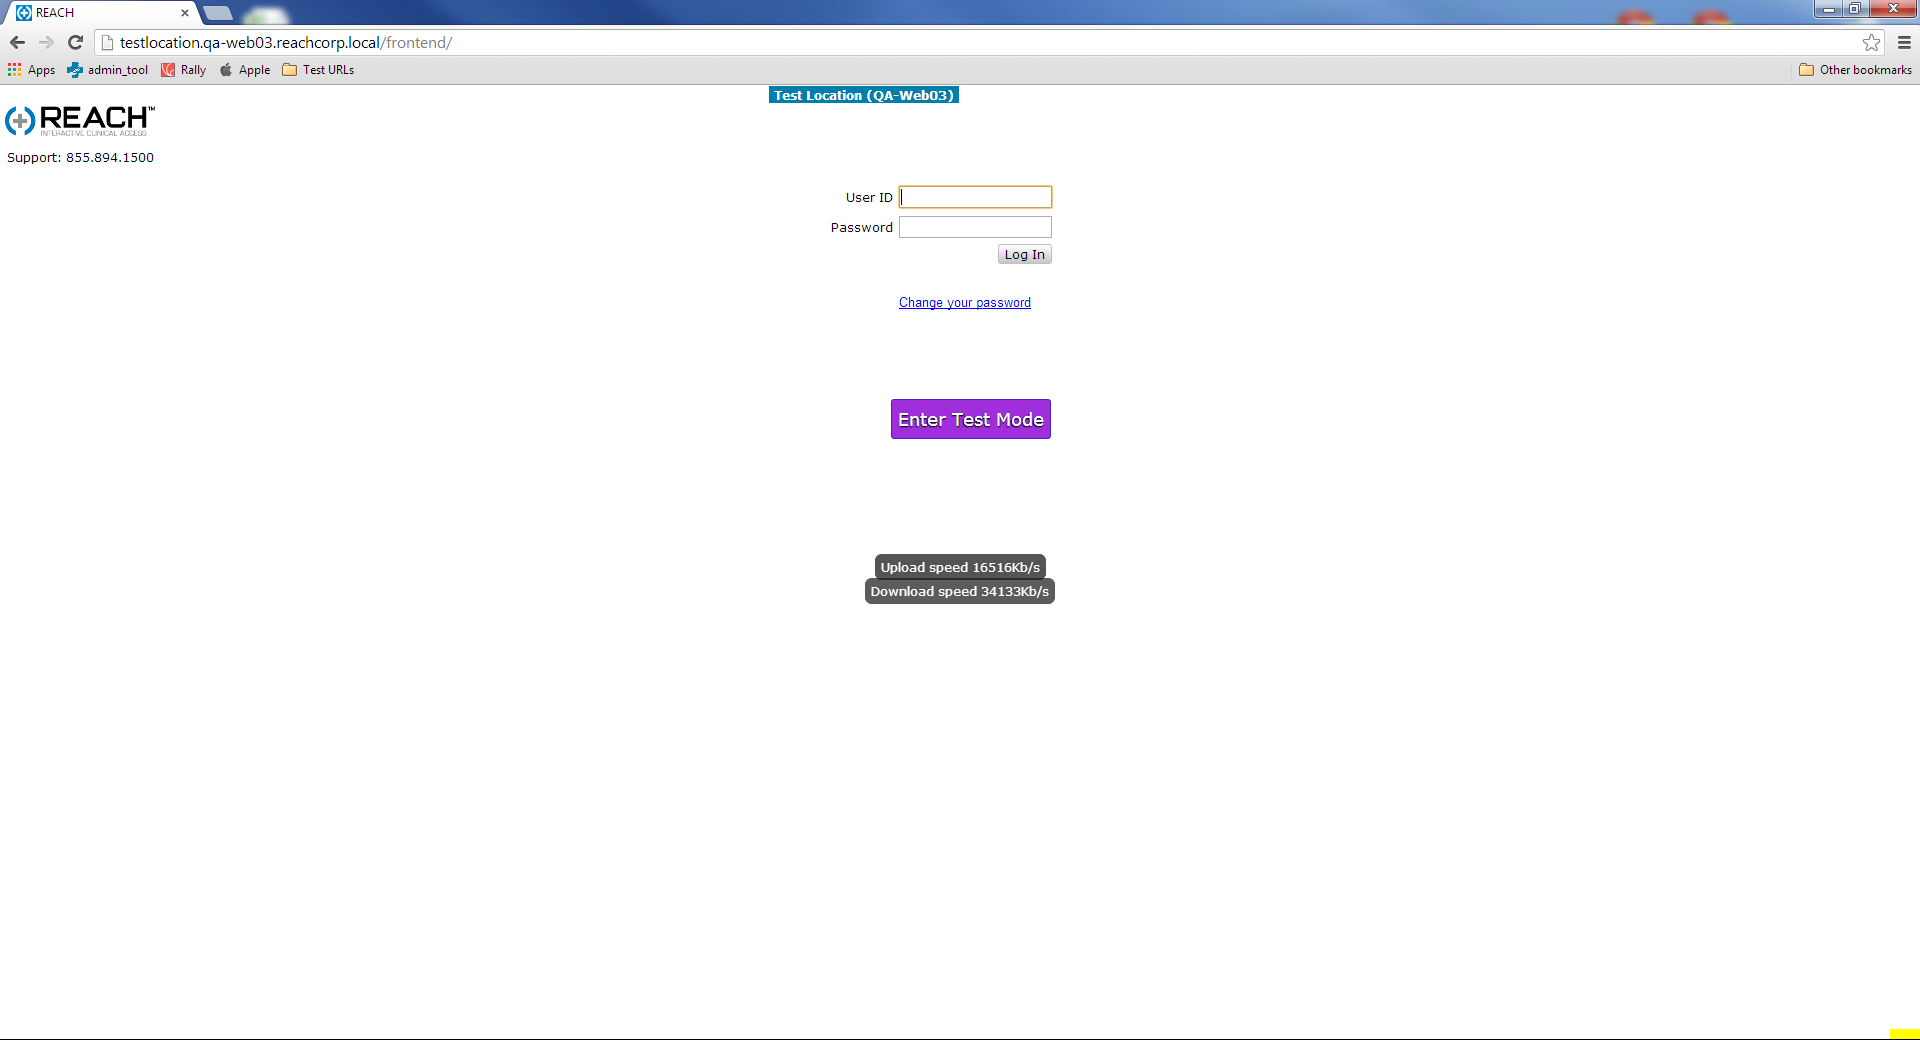 REACH
testlocation.qa-web03.reachcorp.local/frontend/
Apps admin_tool Rally Apple Test URLs Other bookmarks
Test Location (QA-Web03)
REACH™
INTERACTIVE CLINICAL ACCESS
Support: 855.894.1500
User ID
Password
Log In
Change your password
Enter Test Mode
Upload speed 16516Kb/s
Download speed 34133Kb/s